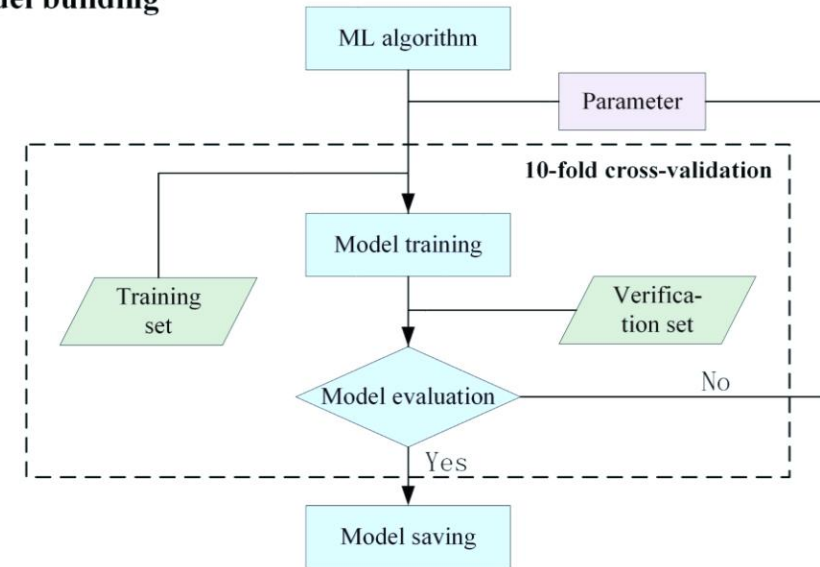 building
ML algorithm
Parameter
10-fold cross-validation
Model training
Training
set
Verifica-
tion set
Model evaluation
No
Yes
Model saving